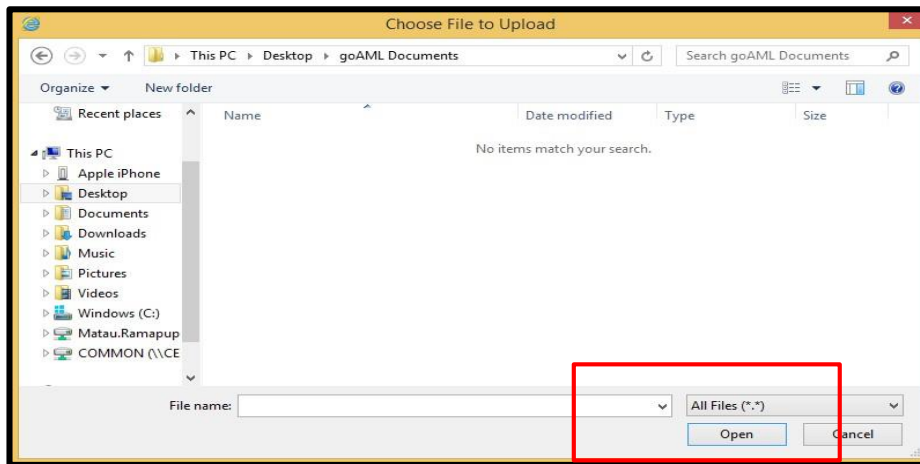 Choose File to Upload
This PC Desktop goAML Documents
Search goAML Documents
Organize New folder
Recent places
Name Date modified Type Size
No items match your search.
This PC
Apple iPhone
Desktop
Documents
Downloads
Music
Pictures
Videos
Windows (C:)
Matau.Ramapup
COMMON (\\CE
File name:
All Files (*.*)
Open Cancel